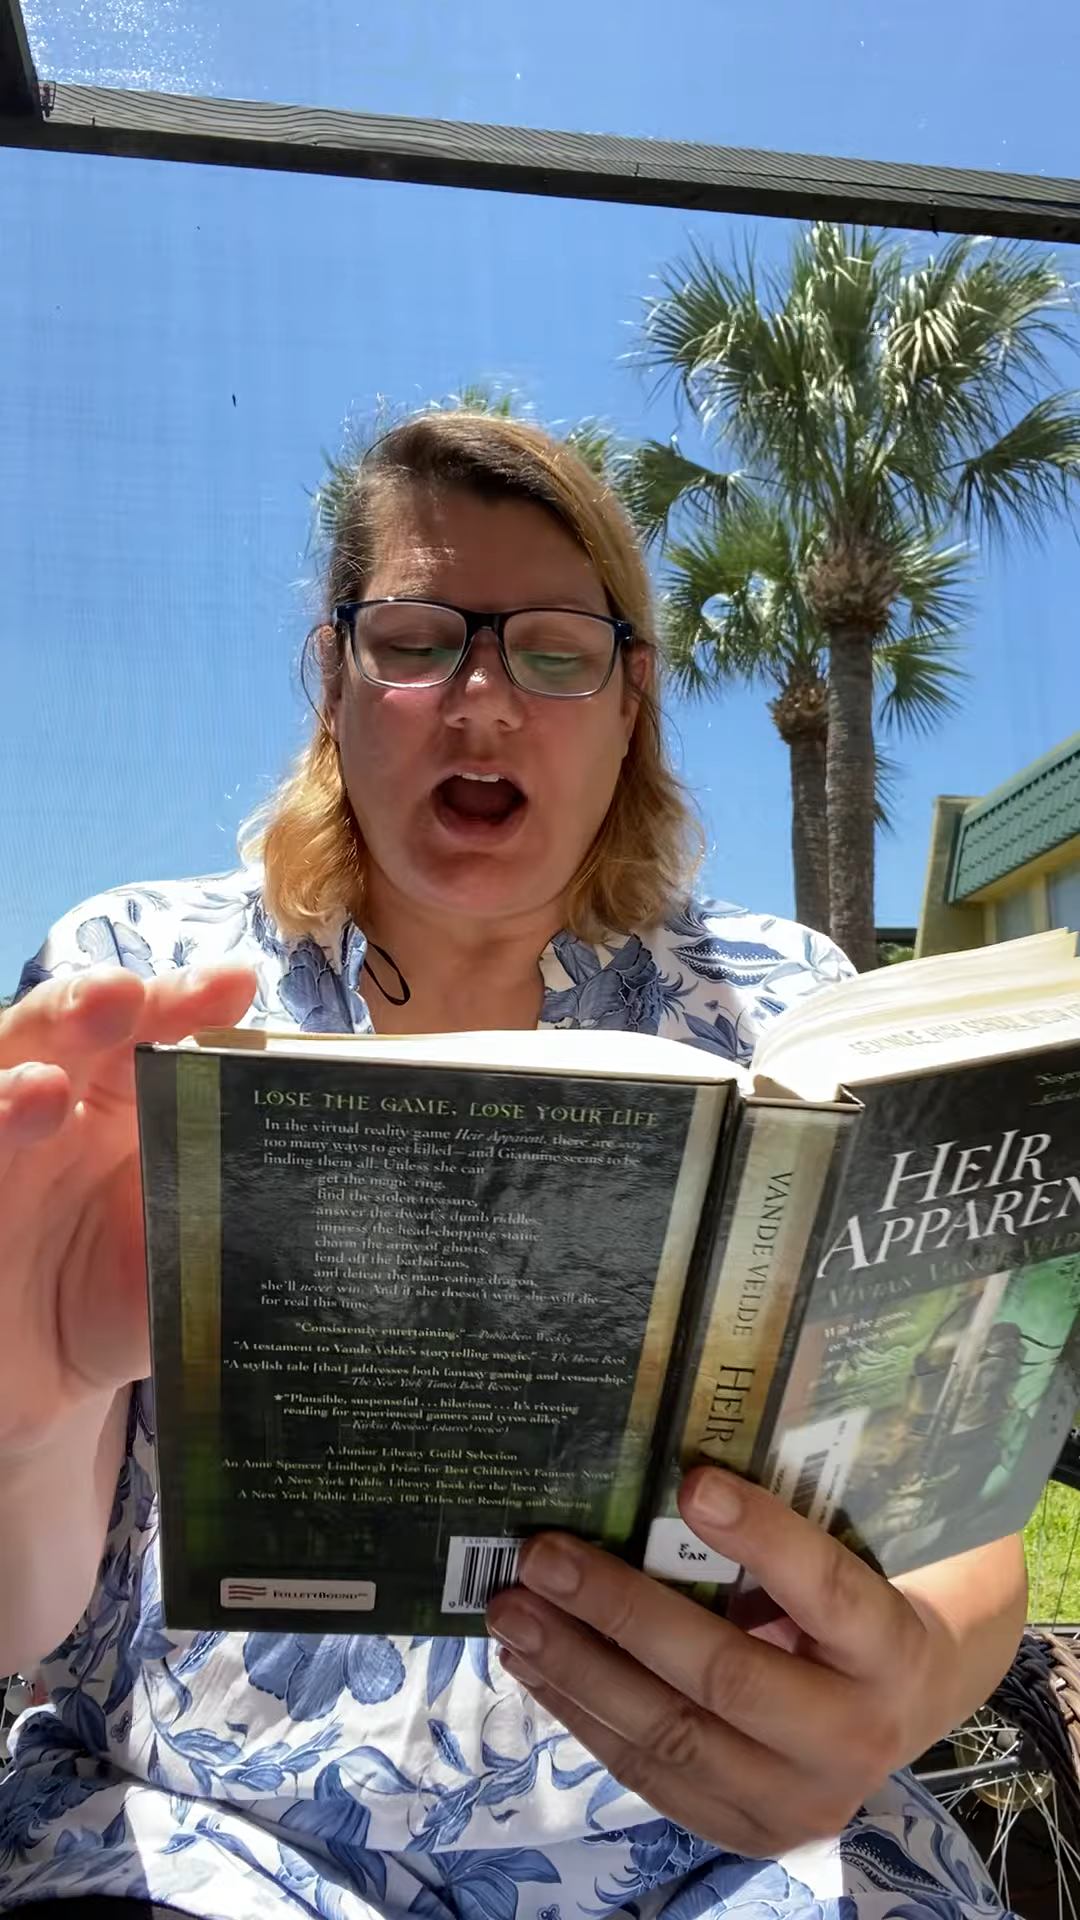 LOSE THE GAME, LOSE YOUR LIFE
In the virtual reality game Heir Apparent, there are way
too many ways to get killed—and Giannine seems to be
finding them all. Unless she can
get the magic ring,
find the stolen treasure,
answer the dwarf's dumb riddles,
impress the head-chopping statue,
charm the army of ghosts,
fend off the barbarians,
and defeat the man-eating dragon,
she'll never win. And if she doesn't win, she will die—
for real this time.
"Consistently entertaining."—Publishers Weekly
"A testament to Vande Velde's storytelling magic."—The Horn Book
"A stylish tale [that] addresses both fantasy gaming and censorship."
—The New York Times Book Review
★"Plausible, suspenseful . . . hilarious . . . It's riveting
reading for experienced gamers and tyros alike."
—Kirkus Reviews (starred review)
A Junior Library Guild Selection
An Anne Spencer Lindbergh Prize for Best Children's Fantasy Novel
A New York Public Library Book for the Teen Age
A New York Public Library 100 Titles for Reading and Sharing
FOLLETTBOUND
ISBN
VANDE VELDE HEIR
F
VAN
HEIR
APPAREN
VIVIAN VANDE VELD
Win the game,